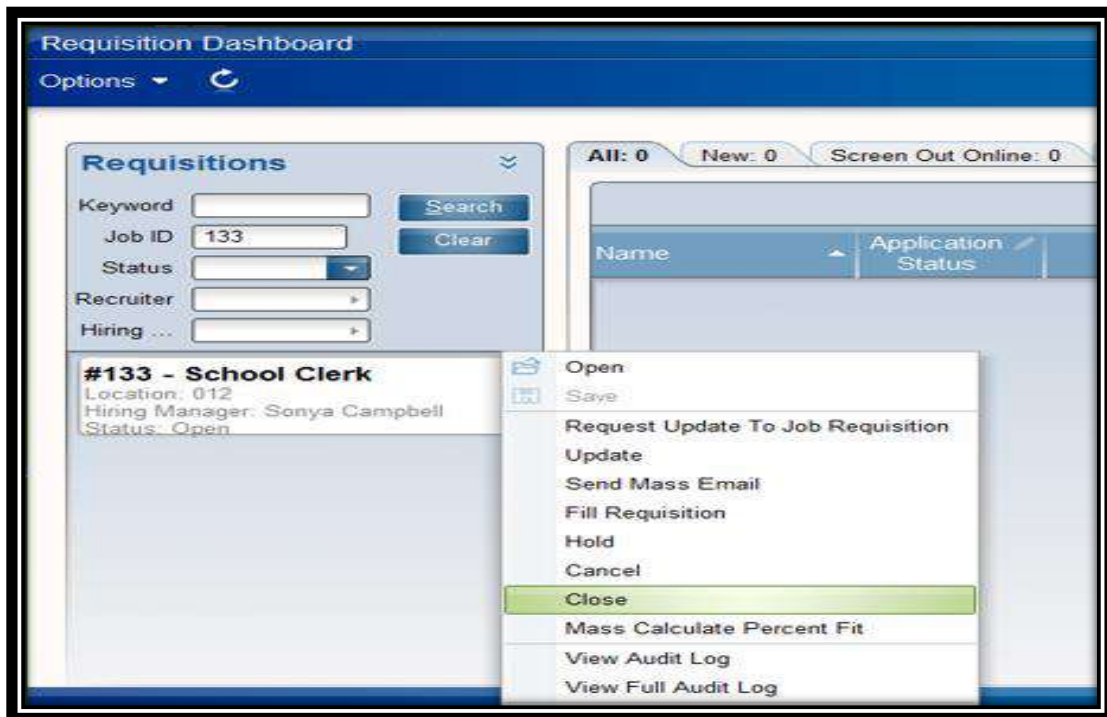 Requisition Dashboard
Options
Requisitions
Keyword
Search
Job ID 133
Clear
Status
Recruiter
Hiring ...
#133 - School Clerk
Location: 012
Hiring Manager: Sonya Campbell
Status: Open
All: 0 New: 0 Screen Out Online: 0
Name
Application
Status
Open
Save
Request Update To Job Requisition
Update
Send Mass Email
Fill Requisition
Hold
Cancel
Close
Mass Calculate Percent Fit
View Audit Log
View Full Audit Log